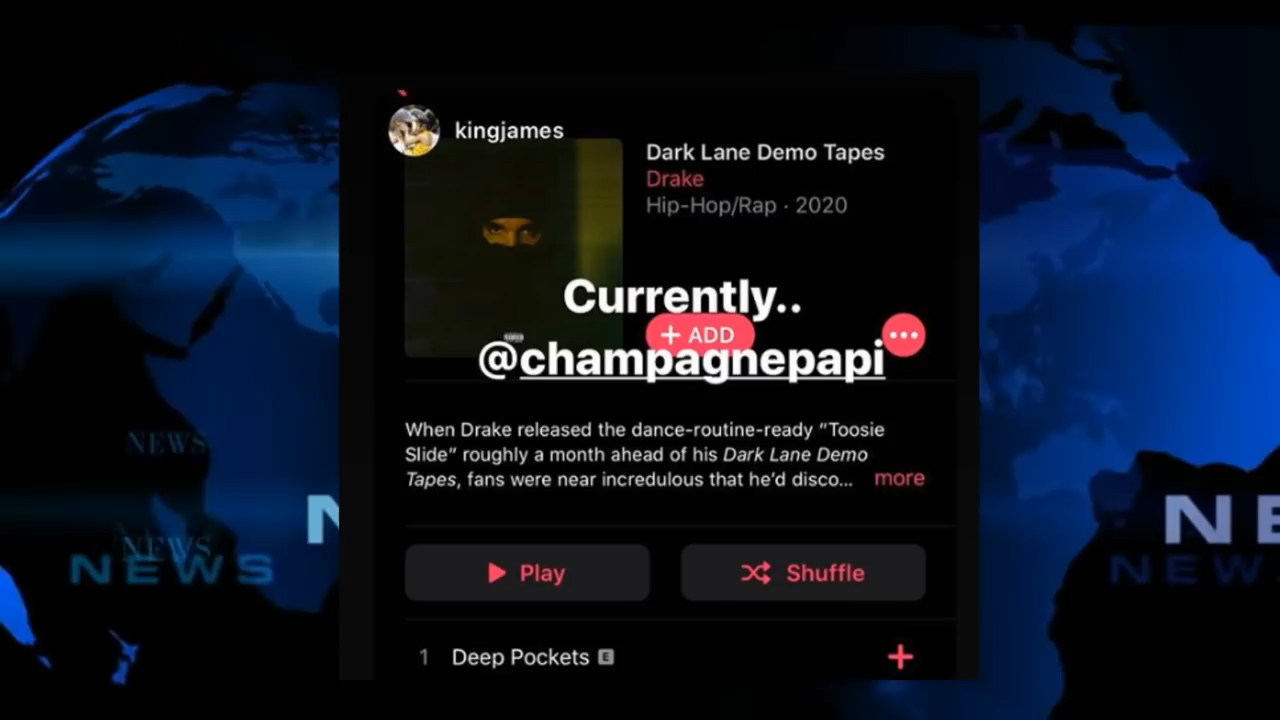 kingjames
Dark Lane Demo Tapes
Drake
Hip-Hop/Rap · 2020
Currently..
+ ADD
@champagnepapi
When Drake released the dance-routine-ready "Toosie
Slide" roughly a month ahead of his Dark Lane Demo
Tapes, fans were near incredulous that he'd disco... more
Play
Shuffle
1 Deep Pockets E
NEWS
NEWS
NEWS
N
NE
NEW